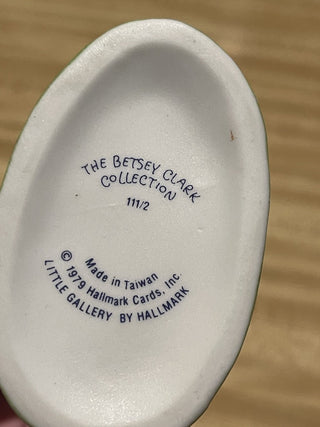 THE BETSEY CLARK
COLLECTION
111/2
Made in Taiwan
© 1979 Hallmark Cards, Inc.
LITTLE GALLERY BY HALLMARK